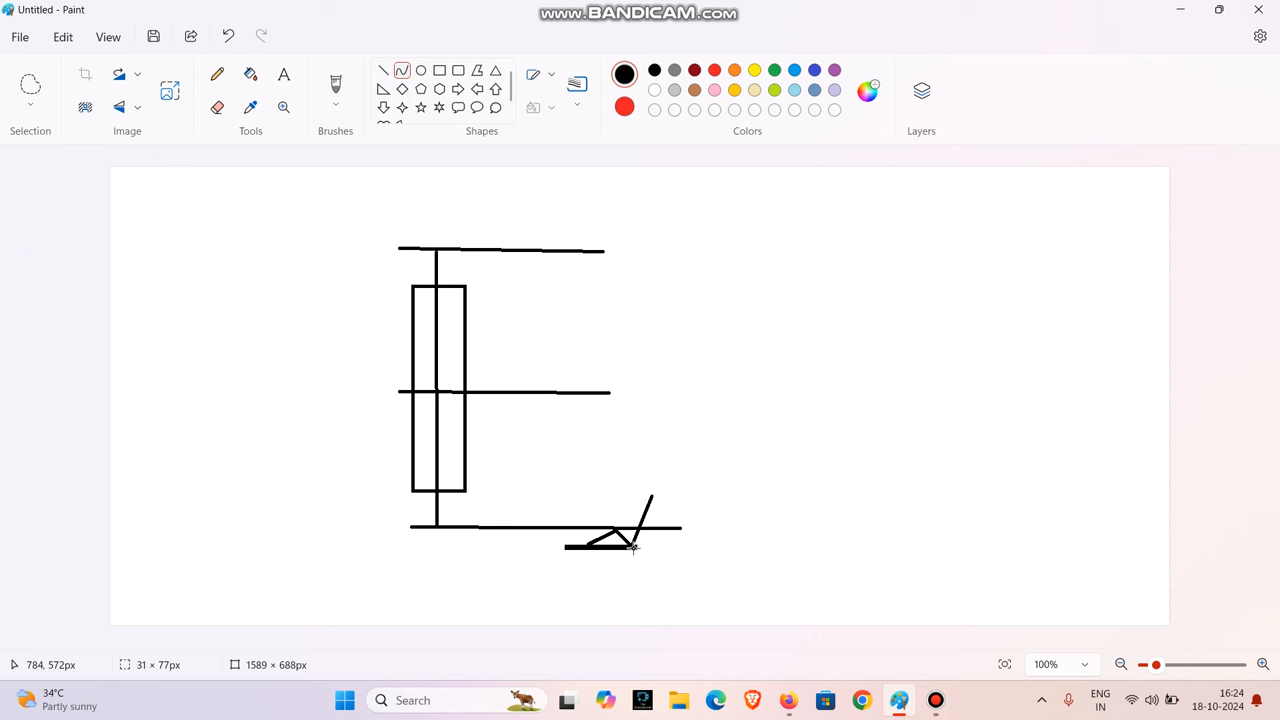 Untitled - Paint
www.BANDICAM.com
File Edit View
Selection Image Tools Brushes Shapes Colors Layers
784, 572px 31 × 77px 1589 × 688px 100%
34°C
Partly sunny
Search
ENG
IN
16:24
18-10-2024